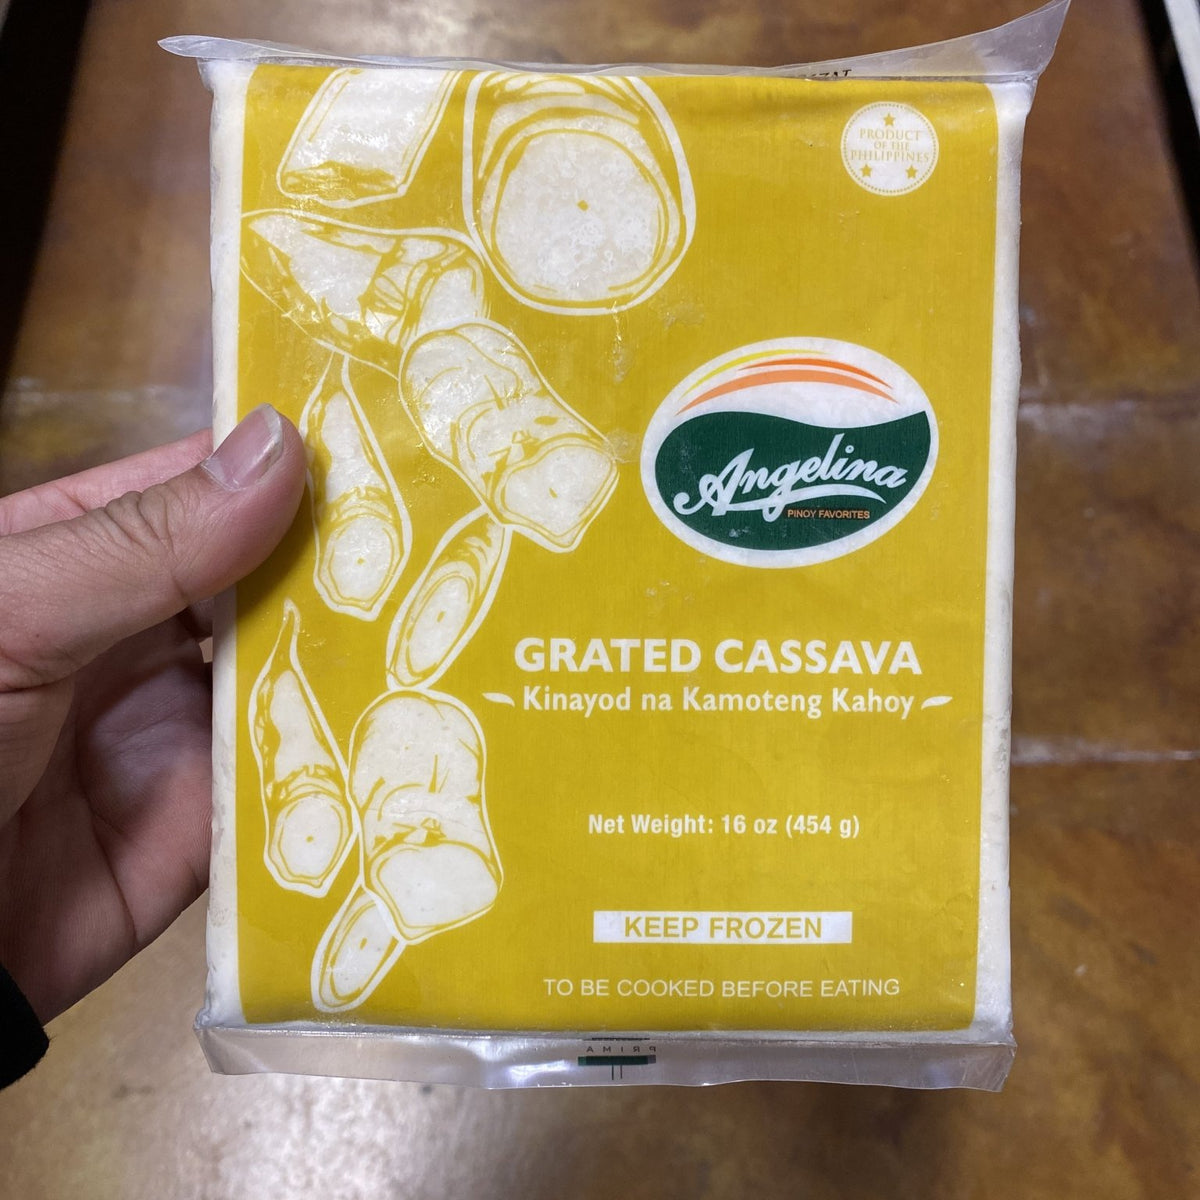 PRODUCT
OF THE
PHILIPPINES
Angelina
PINOY FAVORITES
GRATED CASSAVA
Kinayod na Kamoteng Kahoy
Net Weight: 16 oz (454 g)
KEEP FROZEN
TO BE COOKED BEFORE EATING
PRIMA